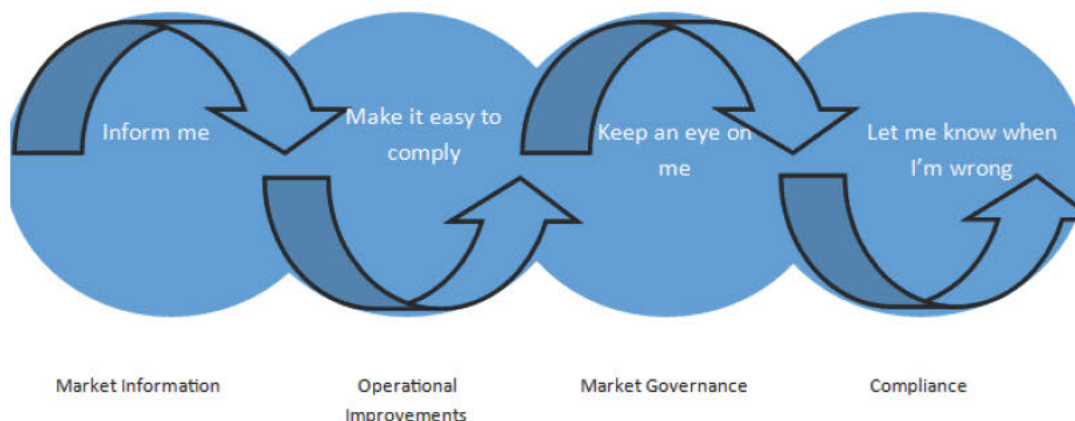 Inform me
Make it easy to
comply
Keep an eye on
me
Let me know when
I'm wrong
Market Information
Operational
Improvements
Market Governance
Compliance